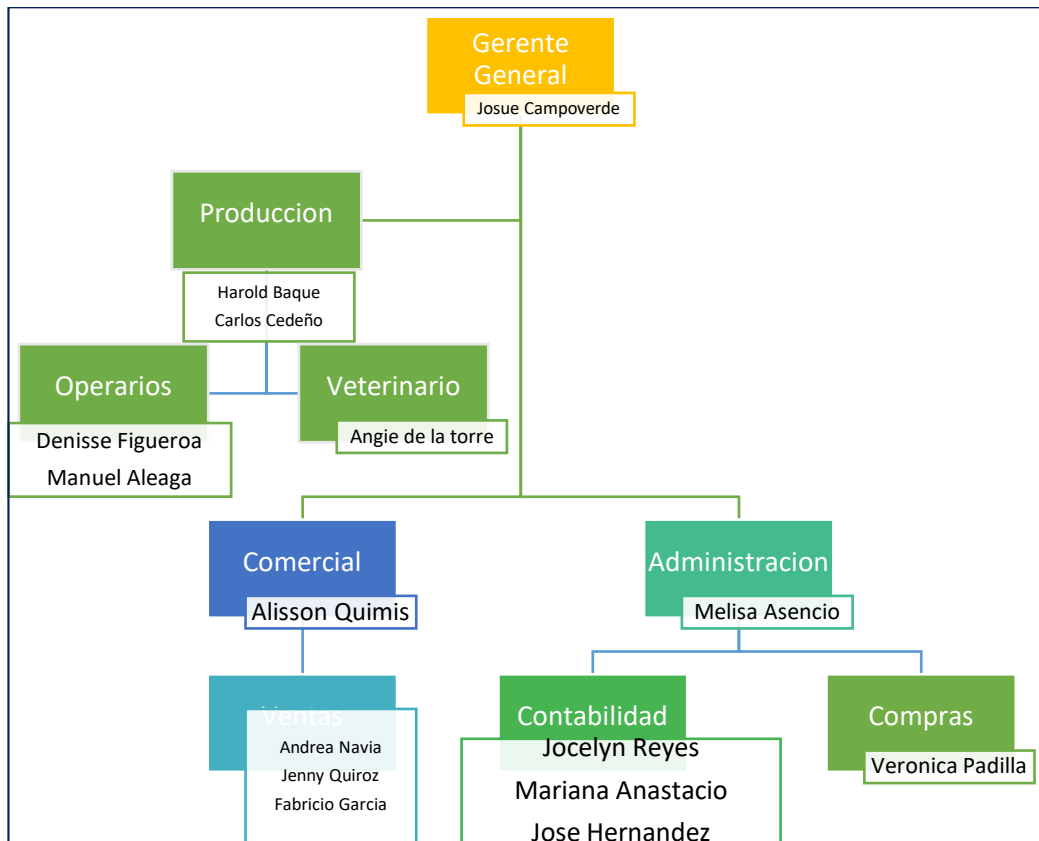 Gerente
General
Josue Campoverde
Produccion
Harold Baque
Carlos Cedeño
Operarios
Denisse Figueroa
Manuel Aleaga
Veterinario
Angie de la torre
Comercial
Alisson Quimis
Administracion
Melisa Asencio
Ventas
Andrea Navia
Jenny Quiroz
Fabricio Garcia
Contabilidad
Jocelyn Reyes
Mariana Anastacio
Jose Hernandez
Compras
Veronica Padilla